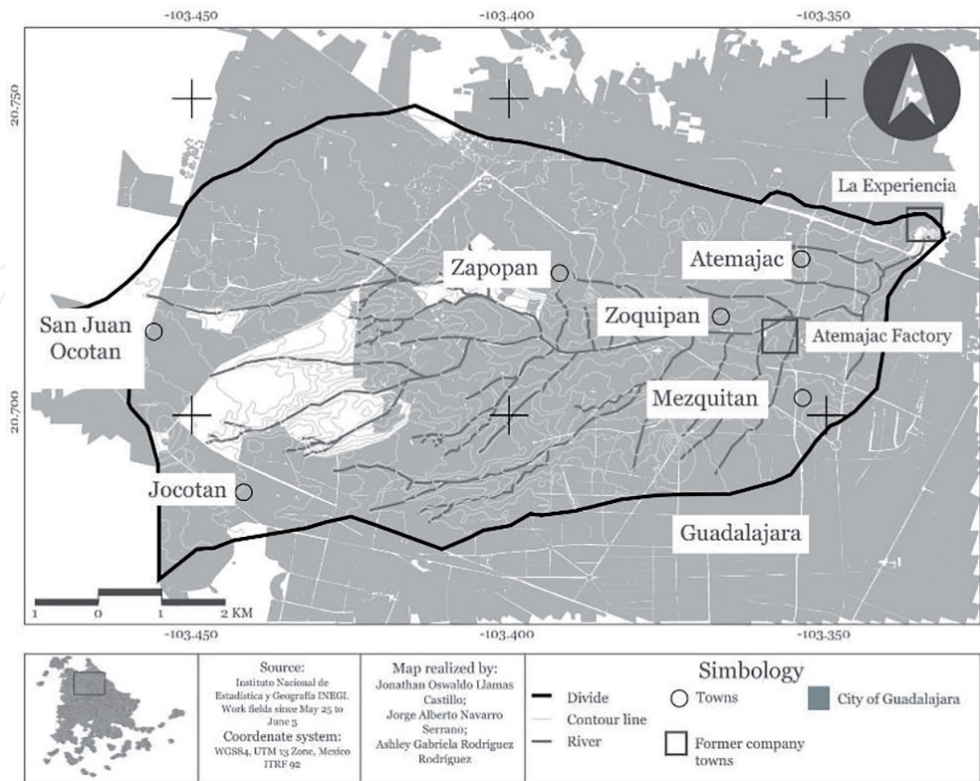 -103.450 -103.400 -103.350
20.750
La Experiencia
Zapopan
Atemajac
San Juan
Ocotan
Zoquipan
Atemajac Factory
20.700
Mezquitan
Jocotan
Guadalajara
1 0 1 2 KM
-103.450 -103.400 -103.350
Source:
Instituto Nacional de
Estadística y Geografía INEGI.
Work fields since May 25 to
June 3
Coordenate system:
WGS84, UTM 13 Zone, Mexico
ITRF 92
Map realized by:
Jonathan Oswaldo Llamas
Castillo;
Jorge Alberto Navarro
Serrano;
Ashley Gabriela Rodríguez
Rodríguez
Simbology
Divide
Contour line
River
Towns
Former company
towns
City of Guadalajara